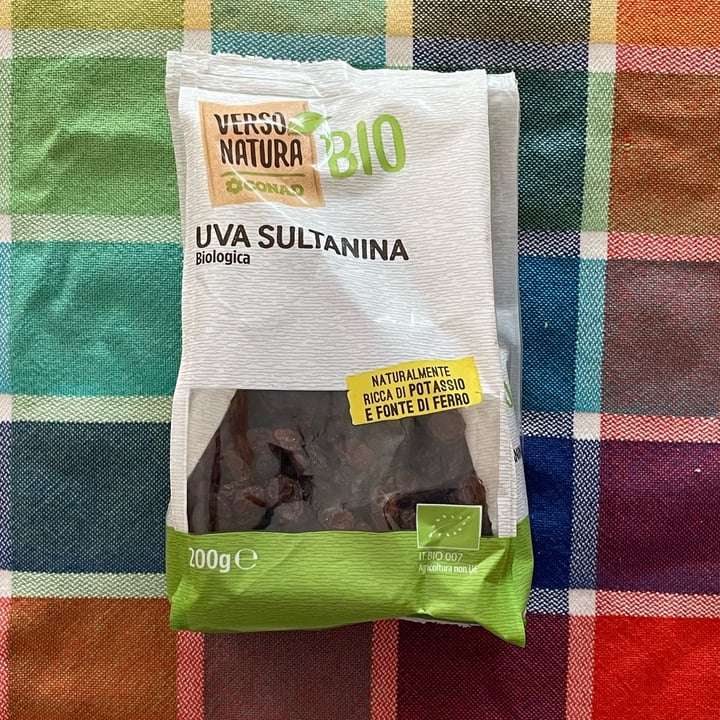 VERSO
NATURA
BIO
CONAD
UVA SULTANINA
Biologica
NATURALMENTE
RICCA DI POTASSIO
E FONTE DI FERRO
200g ℮
IT BIO 007
Agricoltura non UE